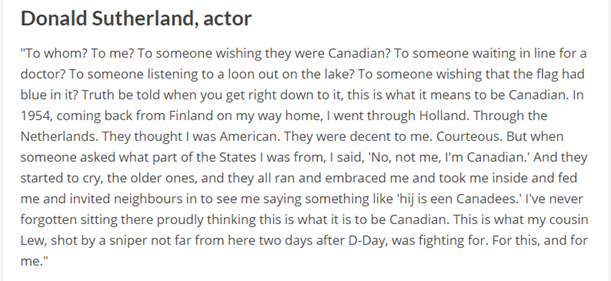 Donald Sutherland, actor
"To whom? To me? To someone wishing they were Canadian? To someone waiting in line for a
doctor? To someone listening to a loon out on the lake? To someone wishing that the flag had
blue in it? Truth be told when you get right down to it, this is what it means to be Canadian. In
1954, coming back from Finland on my way home, I went through Holland. Through the
Netherlands. They thought I was American. They were decent to me. Courteous. But when
someone asked what part of the States I was from, I said, 'No, not me, I'm Canadian.' And they
started to cry, the older ones, and they all ran and embraced me and took me inside and fed
me and invited neighbours in to see me saying something like 'hij is een Canadees.' I've never
forgotten sitting there proudly thinking this is what it is to be Canadian. This is what my cousin
Lew, shot by a sniper not far from here two days after D-Day, was fighting for. For this, and for
me."